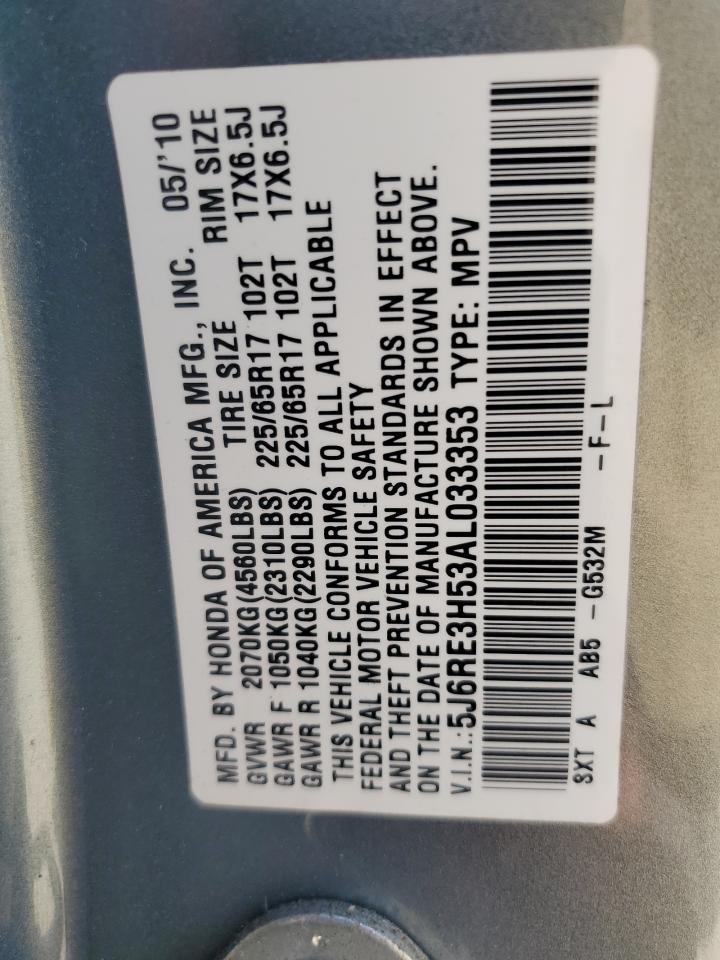 MFD. BY HONDA OF AMERICA MFG., INC. 05/'10
GVWR 2070KG(4560LBS) TIRE SIZE RIM SIZE
GAWR F 1050KG(2310LBS) 225/65R17 102T 17X6.5J
GAWR R 1040KG(2290LBS) 225/65R17 102T 17X6.5J
THIS VEHICLE CONFORMS TO ALL APPLICABLE
FEDERAL MOTOR VEHICLE SAFETY
AND THEFT PREVENTION STANDARDS IN EFFECT
ON THE DATE OF MANUFACTURE SHOWN ABOVE.
V.I.N.:5J6RE3H53AL033353 TYPE: MPV
SXT A AB5 -G532M -F-L